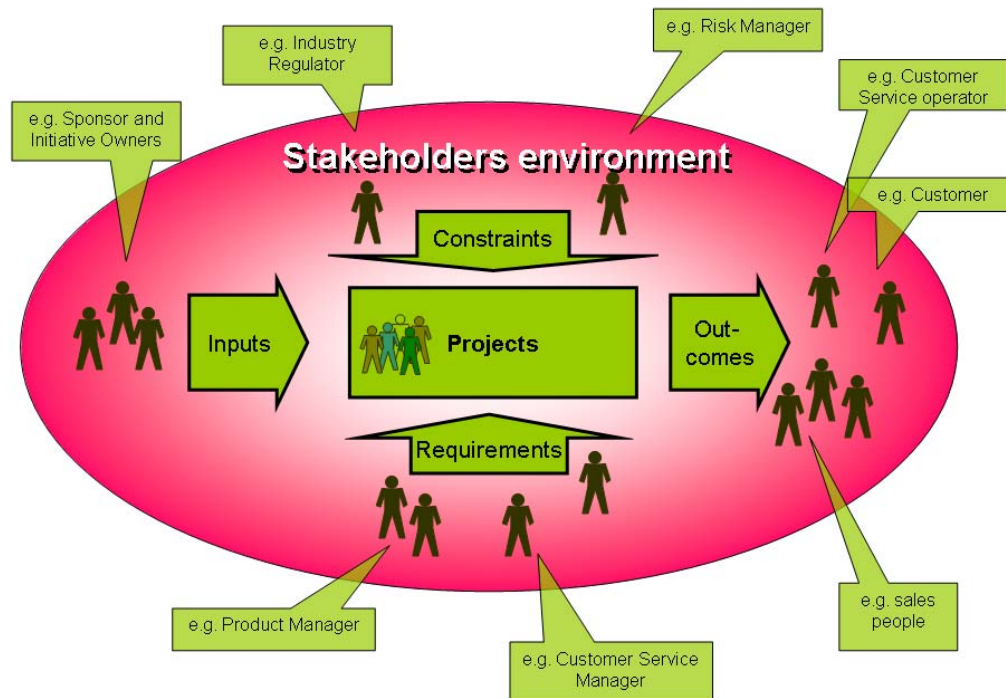 e.g. Industry
Regulator
e.g. Risk Manager
e.g. Customer
Service operator
e.g. Sponsor and
Initiative Owners
Stakeholders environment
e.g. Customer
Constraints
Inputs
Projects
Out-
comes
Requirements
e.g. Product Manager
e.g. Customer Service
Manager
e.g. sales
people